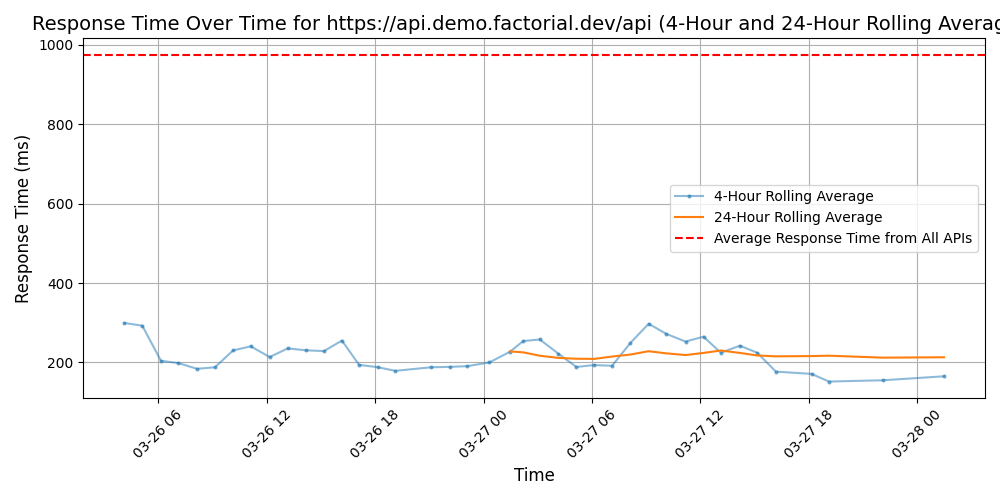 Response Time Over Time for https://api.demo.factorial.dev/api (4-Hour and 24-Hour Rolling Averag
Response Time (ms)
1000
800
600
400
200
4-Hour Rolling Average
24-Hour Rolling Average
Average Response Time from All APIs
03-26 06
03-26 12
03-26 18
03-27 00
03-27 06
03-27 12
03-27 18
03-28 00
Time